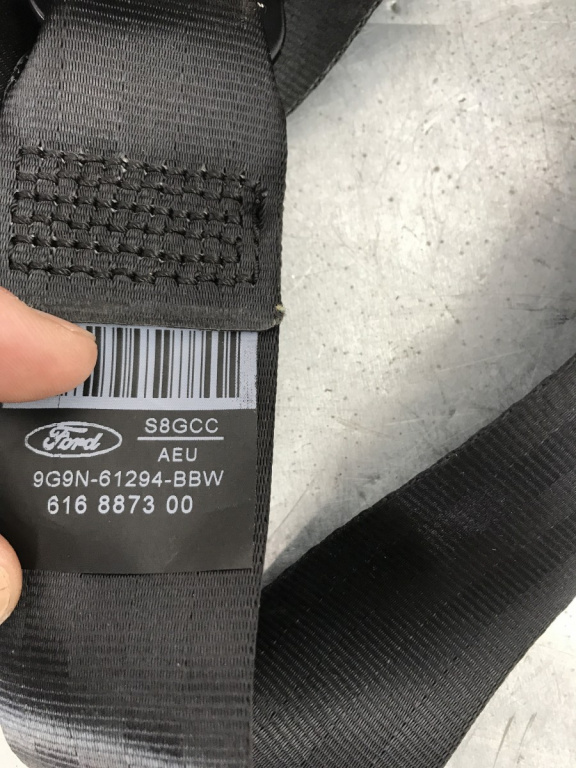 Ford
S8GCC
AEU
9G9N-61294-BBW
616 8873 00